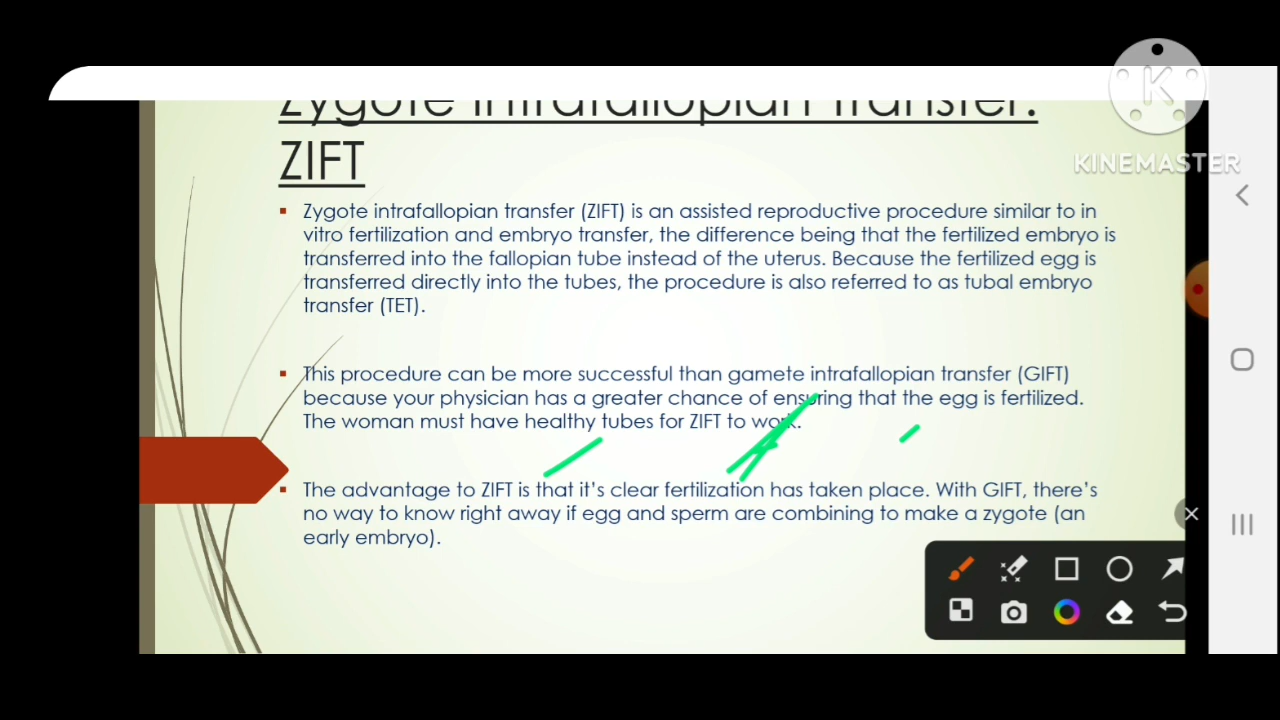 Zygote Intrafallopian Transfer:
ZIFT
KINEMASTER
Zygote intrafallopian transfer (ZIFT) is an assisted reproductive procedure similar to in
vitro fertilization and embryo transfer, the difference being that the fertilized embryo is
transferred into the fallopian tube instead of the uterus. Because the fertilized egg is
transferred directly into the tubes, the procedure is also referred to as tubal embryo
transfer (TET).
This procedure can be more successful than gamete intrafallopian transfer (GIFT)
because your physician has a greater chance of ensuring that the egg is fertilized.
The woman must have healthy tubes for ZIFT to work.
The advantage to ZIFT is that it’s clear fertilization has taken place. With GIFT, there’s
no way to know right away if egg and sperm are combining to make a zygote (an
early embryo).